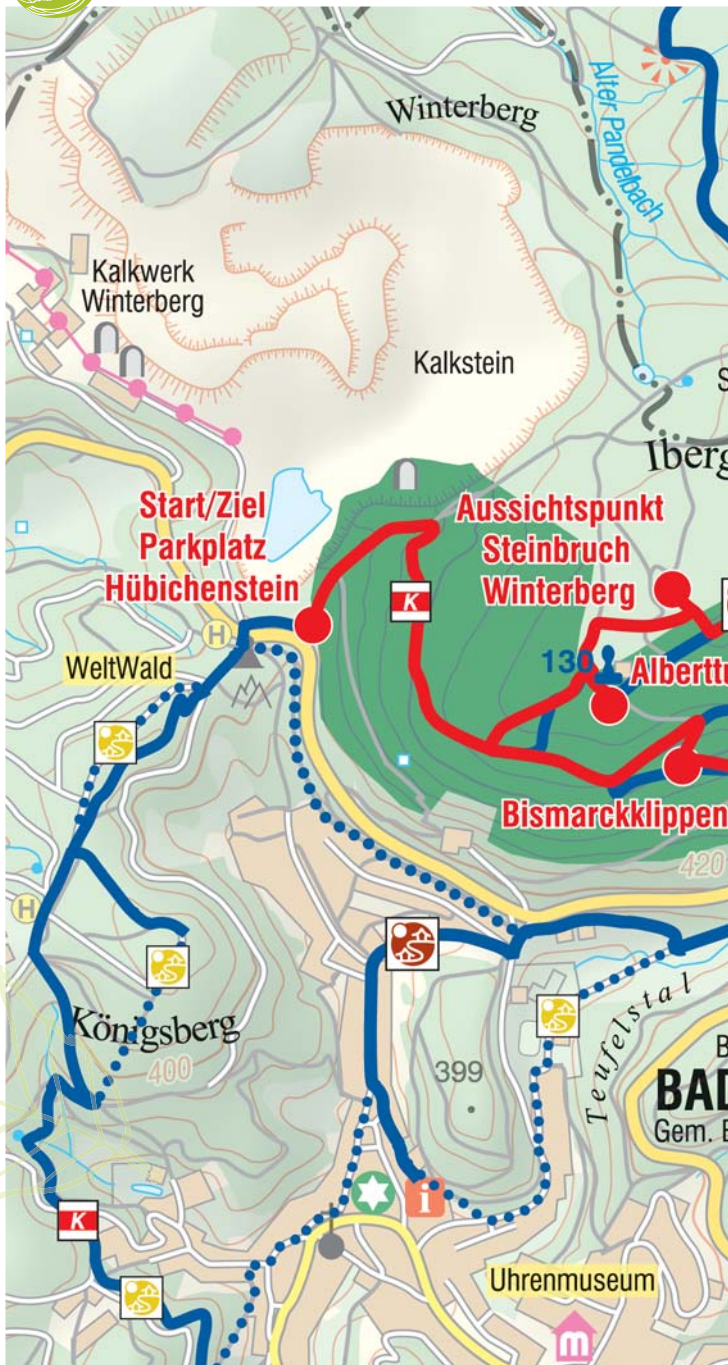 Winterberg
Alter Pandelbach
Kalkwerk
Winterberg
Kalkstein
S
Iberg
Start/Ziel
Parkplatz
Hübichenstein
Aussichtspunkt
Steinbruch
Winterberg
K
H
WeltWald
130
Alberttu
Bismarckklippen
420
H
Königsberg
400
399
Teufelstal
B
BAD
Gem. B
K
i
Uhrenmuseum
m